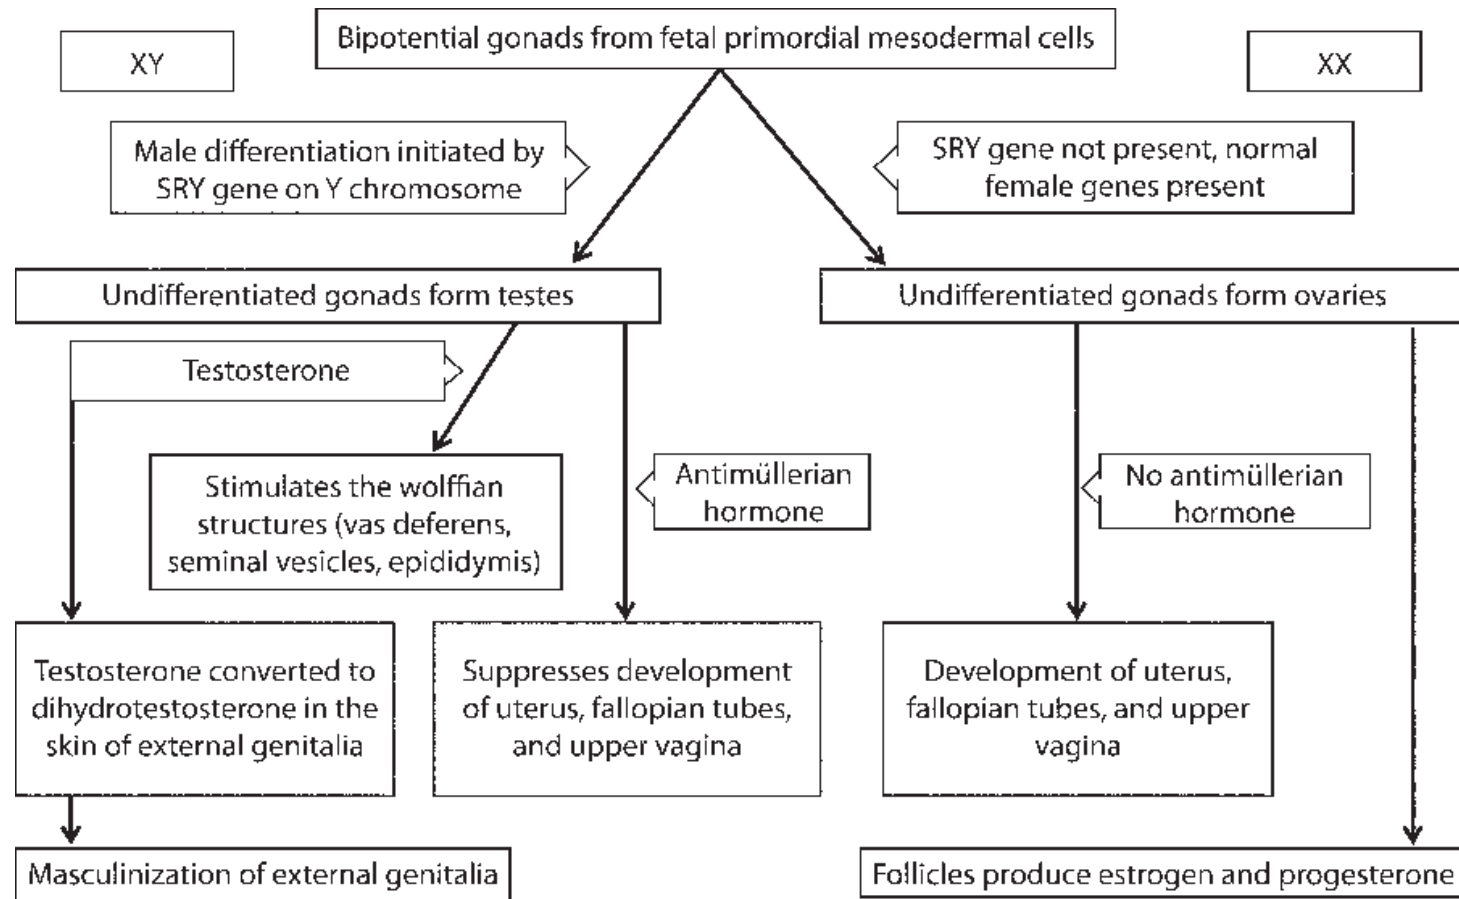 Bipotential gonads from fetal primordial mesodermal cells
XY
XX
Male differentiation initiated by
SRY gene on Y chromosome
SRY gene not present, normal
female genes present
Undifferentiated gonads form testes
Undifferentiated gonads form ovaries
Testosterone
Stimulates the wolffian
structures (vas deferens,
seminal vesicles, epididymis)
Antimüllerian
hormone
No antimüllerian
hormone
Testosterone converted to
dihydrotestosterone in the
skin of external genitalia
Suppresses development
of uterus, fallopian tubes,
and upper vagina
Development of uterus,
fallopian tubes, and upper
vagina
Masculinization of external genitalia
Follicles produce estrogen and progesterone